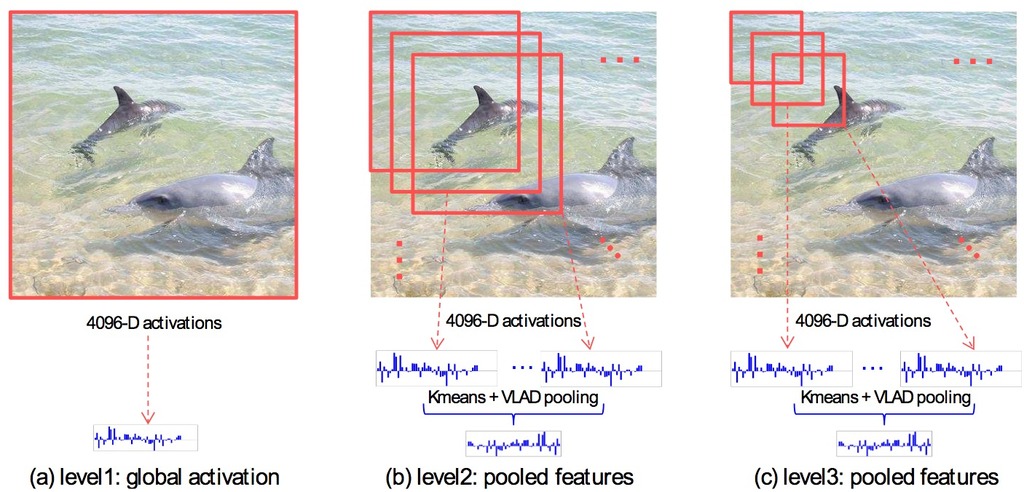 4096-D activations
4096-D activations
4096-D activations
Kmeans + VLAD pooling
Kmeans + VLAD pooling
(a) level1: global activation
(b) level2: pooled features
(c) level3: pooled features